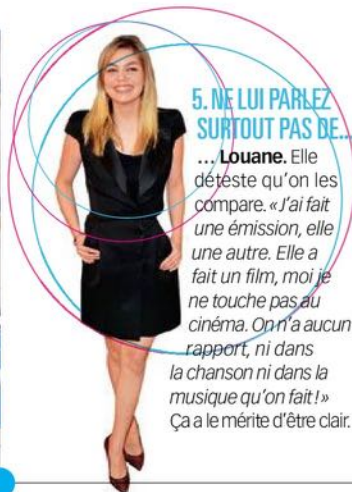 5. NE LUI PARLEZ
SURTOUT PAS DE...
... Louane. Elle
déteste qu'on les
compare. «J'ai fait
une émission, elle
une autre. Elle a
fait un film, moi je
ne touche pas au
cinéma. On n'a aucun
rapport, ni dans
la chanson ni dans la
musique qu'on fait!»
Ça a le mérite d'être clair.